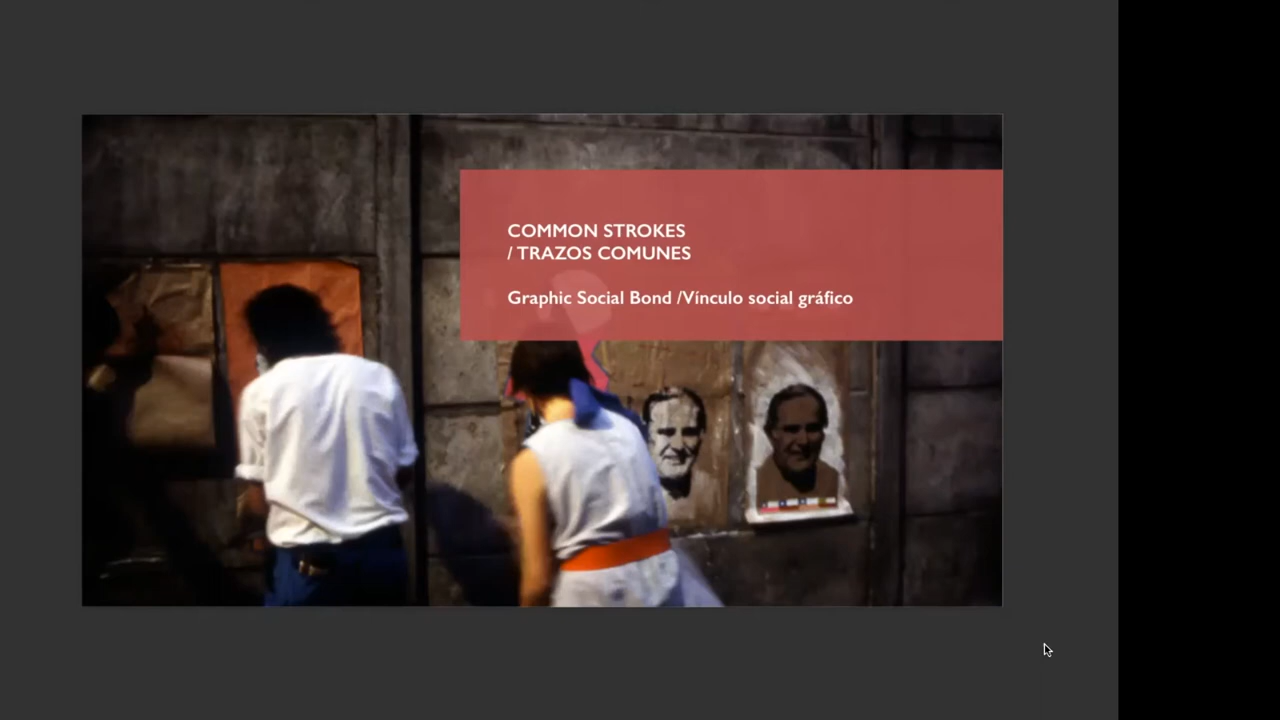 COMMON STROKES
/ TRAZOS COMUNES
Graphic Social Bond /Vínculo social gráfico